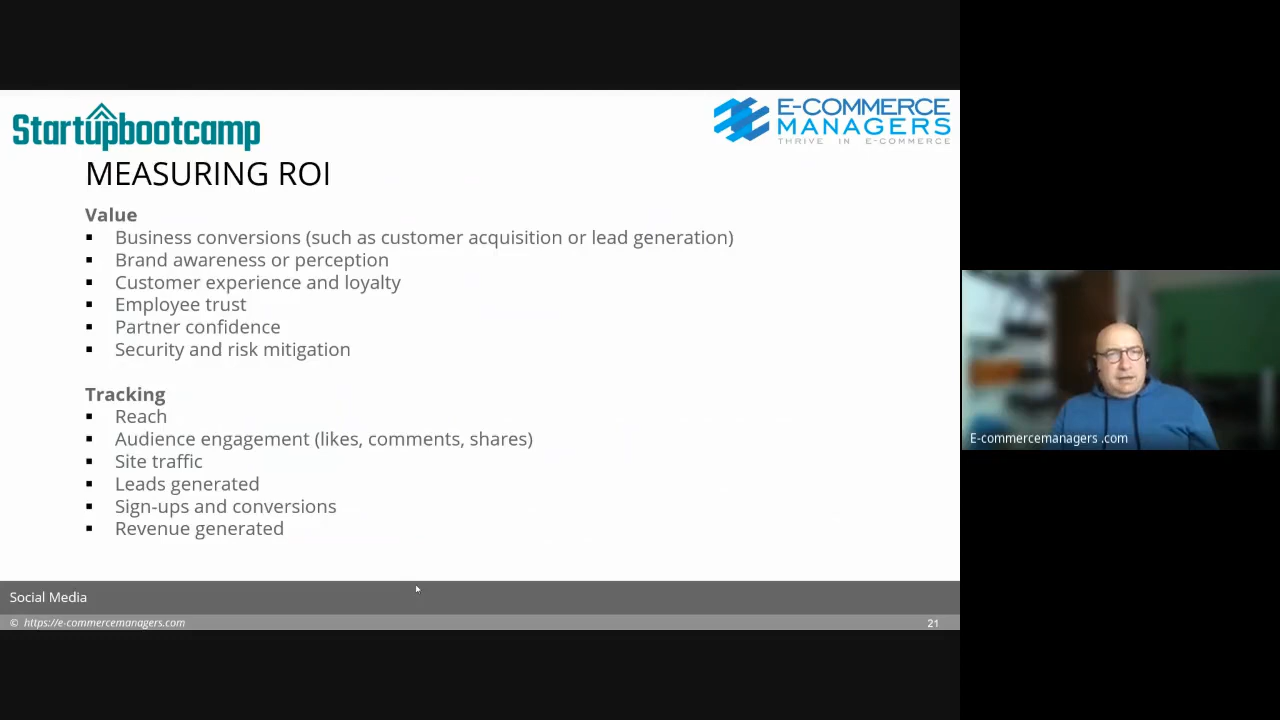 Startupbootcamp
E-COMMERCE
MANAGERS
THRIVE IN E-COMMERCE
MEASURING ROI
Value
▪ Business conversions (such as customer acquisition or lead generation)
▪ Brand awareness or perception
▪ Customer experience and loyalty
▪ Employee trust
▪ Partner confidence
▪ Security and risk mitigation
Tracking
▪ Reach
▪ Audience engagement (likes, comments, shares)
▪ Site traffic
▪ Leads generated
▪ Sign-ups and conversions
▪ Revenue generated
E-commercemanagers .com
Social Media
© https://e-commercemanagers.com
21